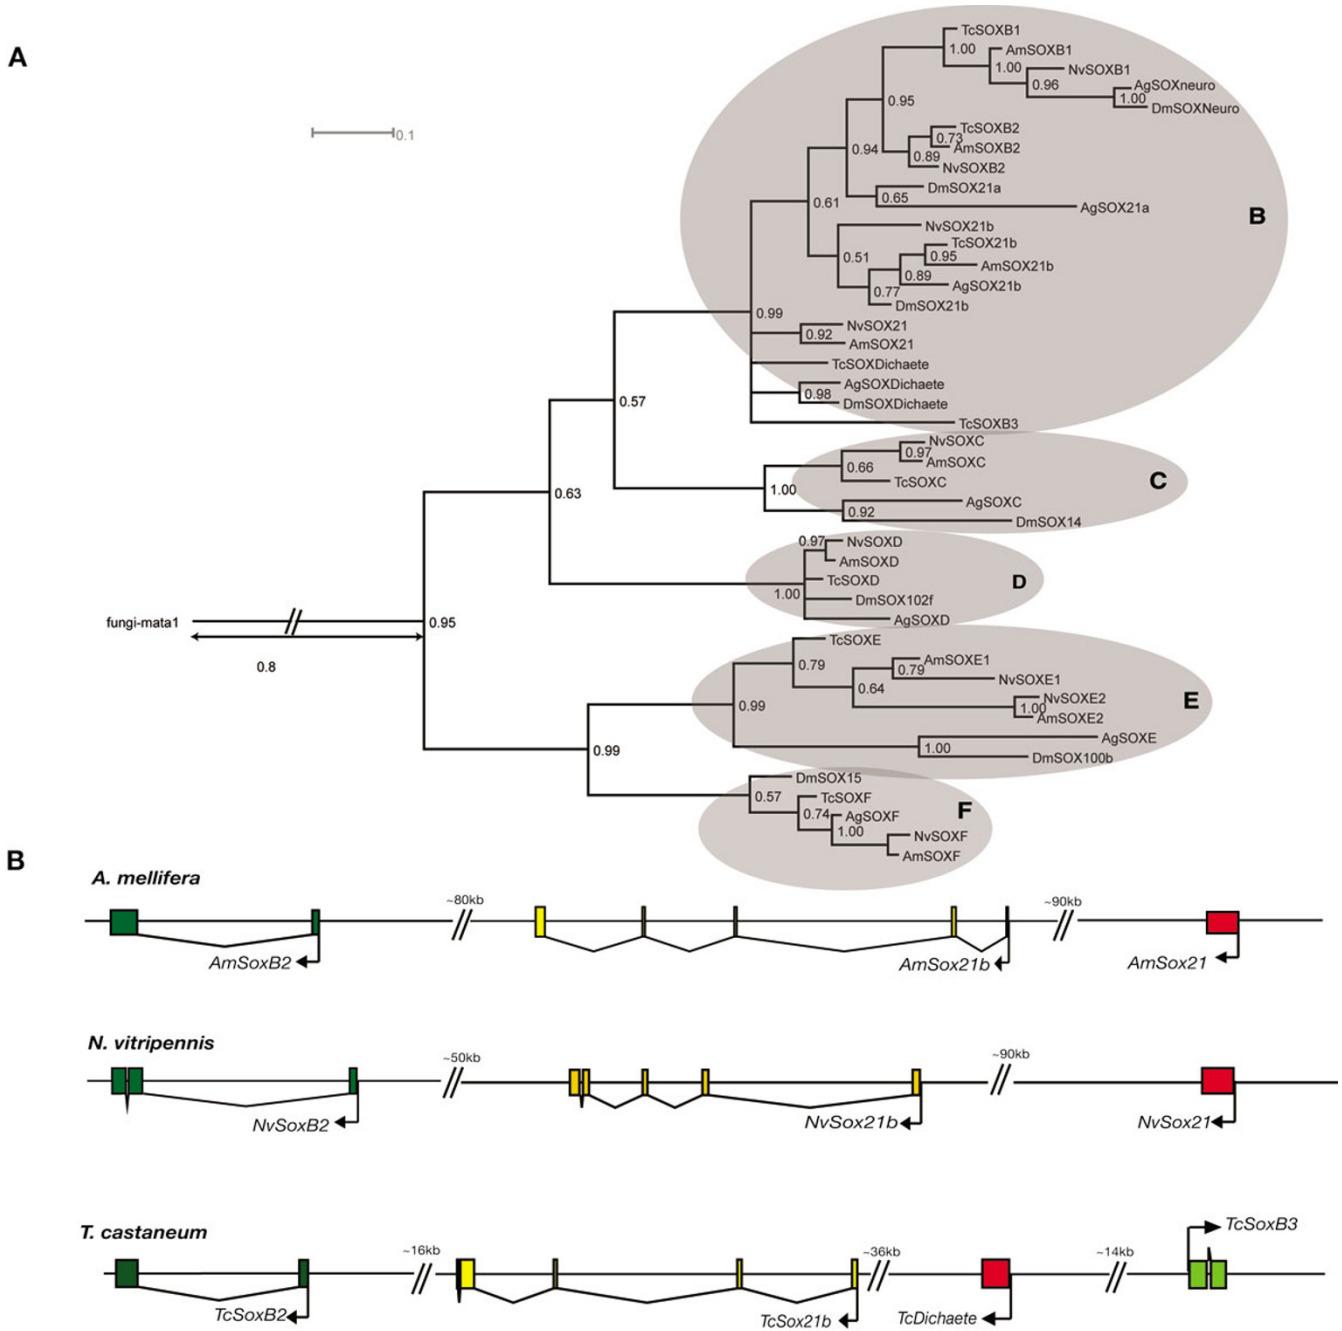 A
TcSOXB1
1.00
AmSOXB1
1.00
NvSOXB1
0.96
AgSOXneuro
1.00
DmSOXNeuro
0.1
0.95
TcSOXB2
0.73
AmSOXB2
0.94
0.89
NvSOXB2
DmSOX21a
0.65
0.61
AgSOX21a
B
NvSOX21b
TcSOX21b
0.51
0.95
AmSOX21b
0.89
AgSOX21b
0.77
DmSOX21b
0.99
NvSOX21
0.92
AmSOX21
TcSOXDichaete
AgSOXDichaete
0.98
DmSOXDichaete
0.57
TcSOXB3
NvSOXC
0.97
AmSOXC
0.66
TcSOXC
C
1.00
0.63
AgSOXC
0.92
DmSOX14
0.97
NvSOXD
AmSOXD
TcSOXD
D
1.00
DmSOX102f
AgSOXD
fungi-mata1
0.95
0.8
TcSOXE
0.79
AmSOXE1
0.79
NvSOXE1
0.64
NvSOXE2
1.00
AmSOXE2
E
0.99
AgSOXE
1.00
DmSOX100b
0.99
DmSOX15
0.57
TcSOXF
0.74
AgSOXF
F
1.00
NvSOXF
AmSOXF
B
A. mellifera
~80kb
~90kb
AmSoxB2
AmSox21b
AmSox21
N. vitripennis
~50kb
~90kb
NvSoxB2
NvSox21b
NvSox21
T. castaneum
~16kb
~36kb
~14kb
TcSoxB3
TcSoxB2
TcSox21b
TcDichaete